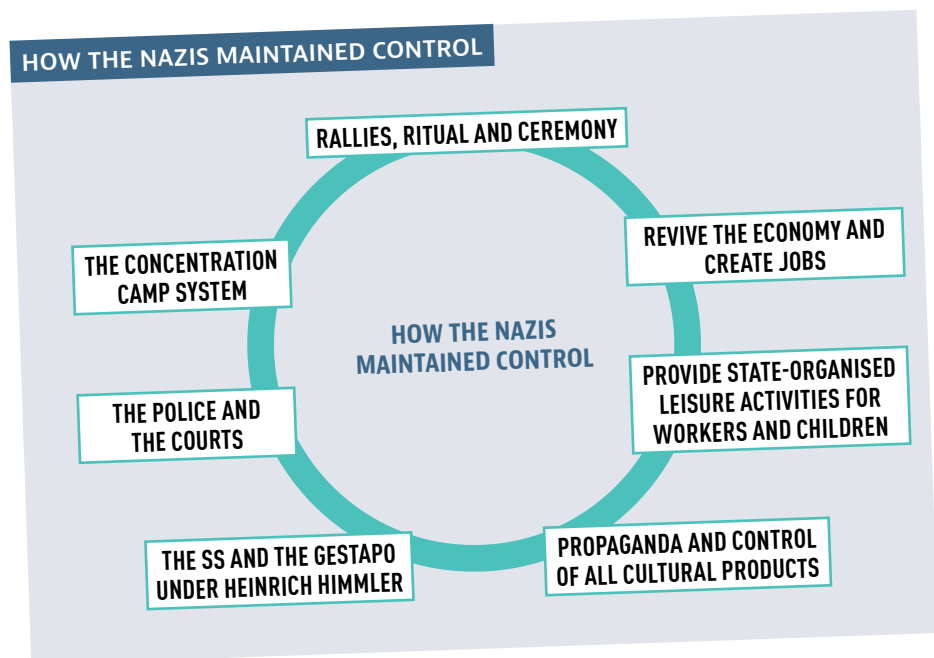 HOW THE NAZIS MAINTAINED CONTROL
RALLIES, RITUAL AND CEREMONY
REVIVE THE ECONOMY AND
CREATE JOBS
PROVIDE STATE-ORGANISED
LEISURE ACTIVITIES FOR
WORKERS AND CHILDREN
PROPAGANDA AND CONTROL
OF ALL CULTURAL PRODUCTS
THE SS AND THE GESTAPO
UNDER HEINRICH HIMMLER
THE POLICE AND
THE COURTS
THE CONCENTRATION
CAMP SYSTEM
HOW THE NAZIS
MAINTAINED CONTROL